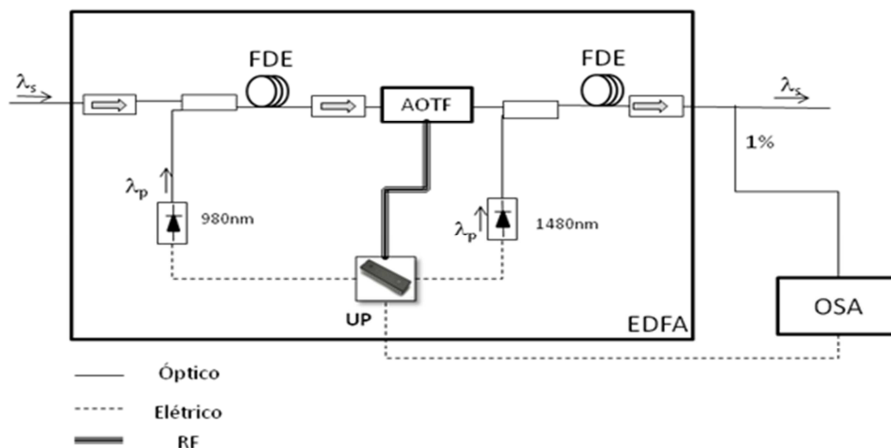 FDE
FDE
λs
AOTF
λs
1%
λp
980nm
λp
1480nm
UP
EDFA
OSA
Óptico
Elétrico
RF